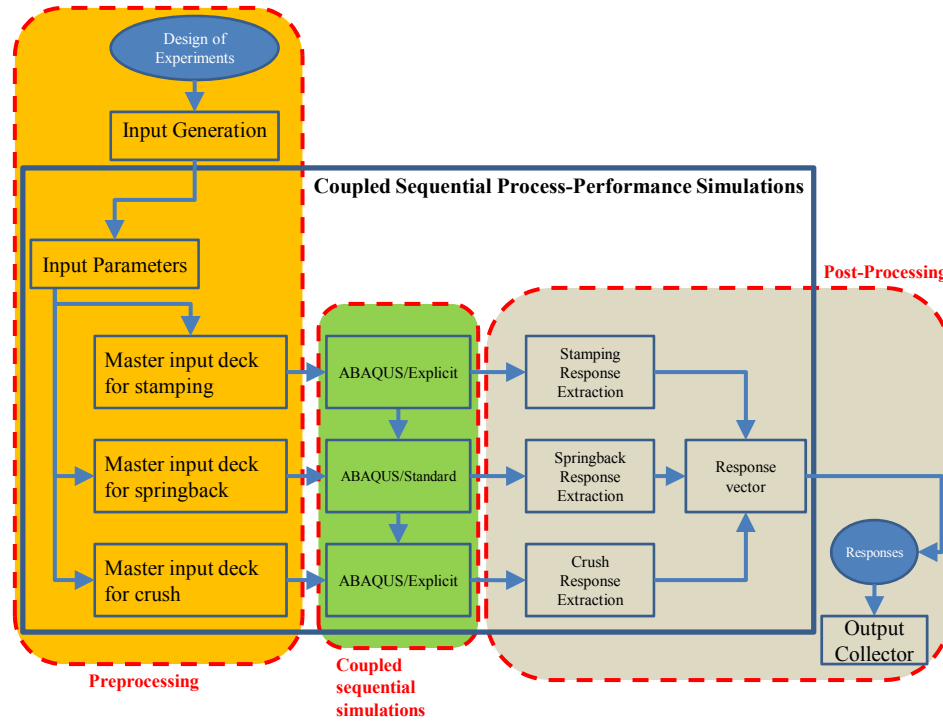 Design of
Experiments
Input Generation
Coupled Sequential Process-Performance Simulations
Input Parameters
Post-Processing
Master input deck
for stamping
ABAQUS/Explicit
Stamping
Response
Extraction
Master input deck
for springback
ABAQUS/Standard
Springback
Response
Extraction
Response
vector
Master input deck
for crush
ABAQUS/Explicit
Crush
Response
Extraction
Responses
Output
Collector
Preprocessing
Coupled
sequential
simulations